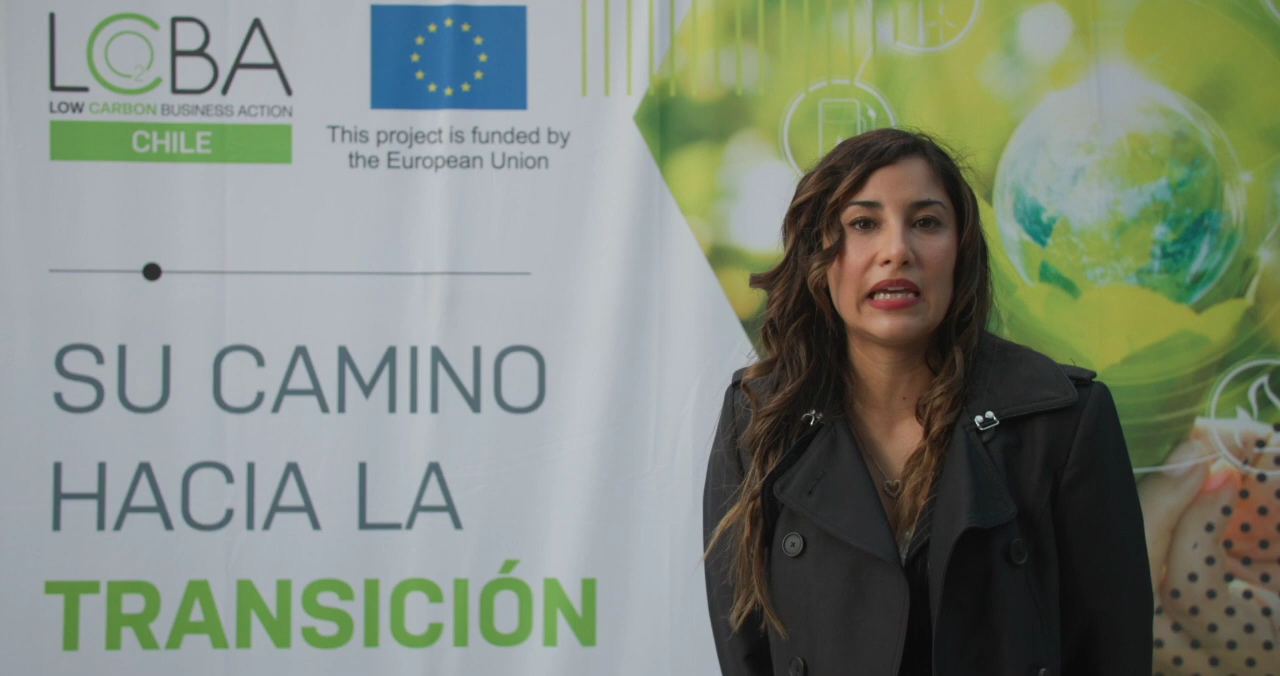 LCBA
LOW CARBON BUSINESS ACTION
CHILE
This project is funded by
the European Union
SU CAMINO
HACIA LA
TRANSICIÓN